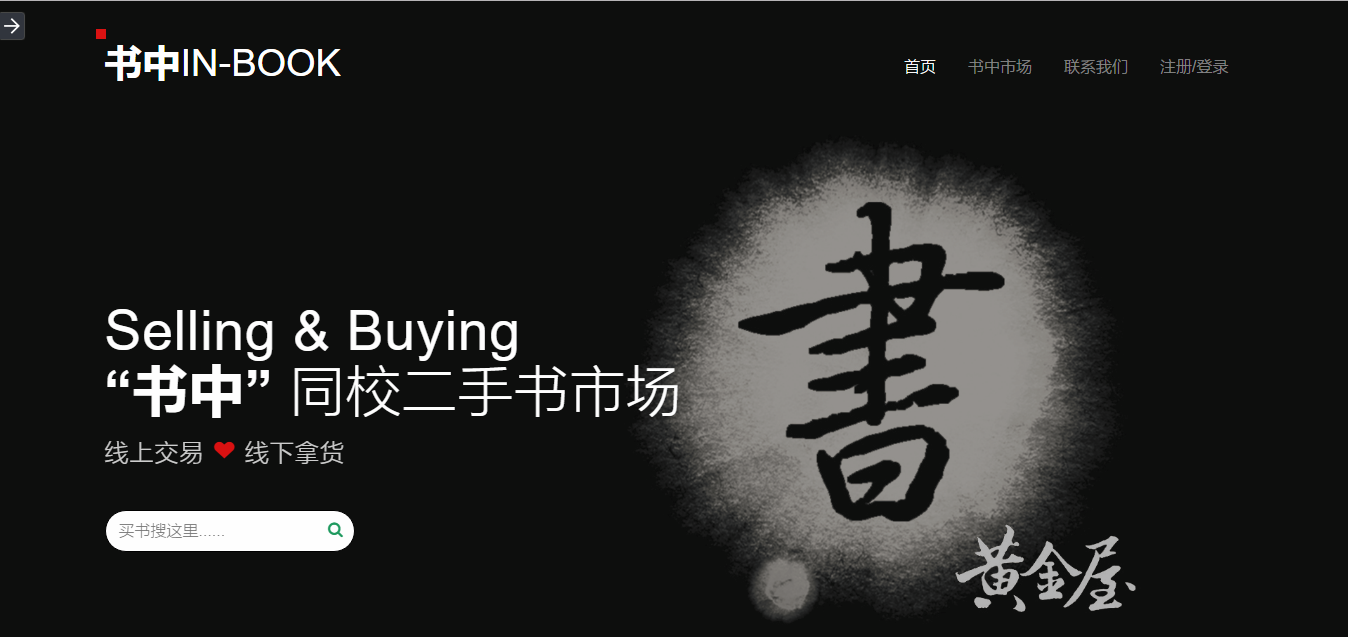 书中IN-BOOK
首页 书中市场 联系我们 注册/登录
Selling & Buying
“书中” 同校二手书市场
线上交易 ❤ 线下拿货
买书搜这里......
書
黄金屋